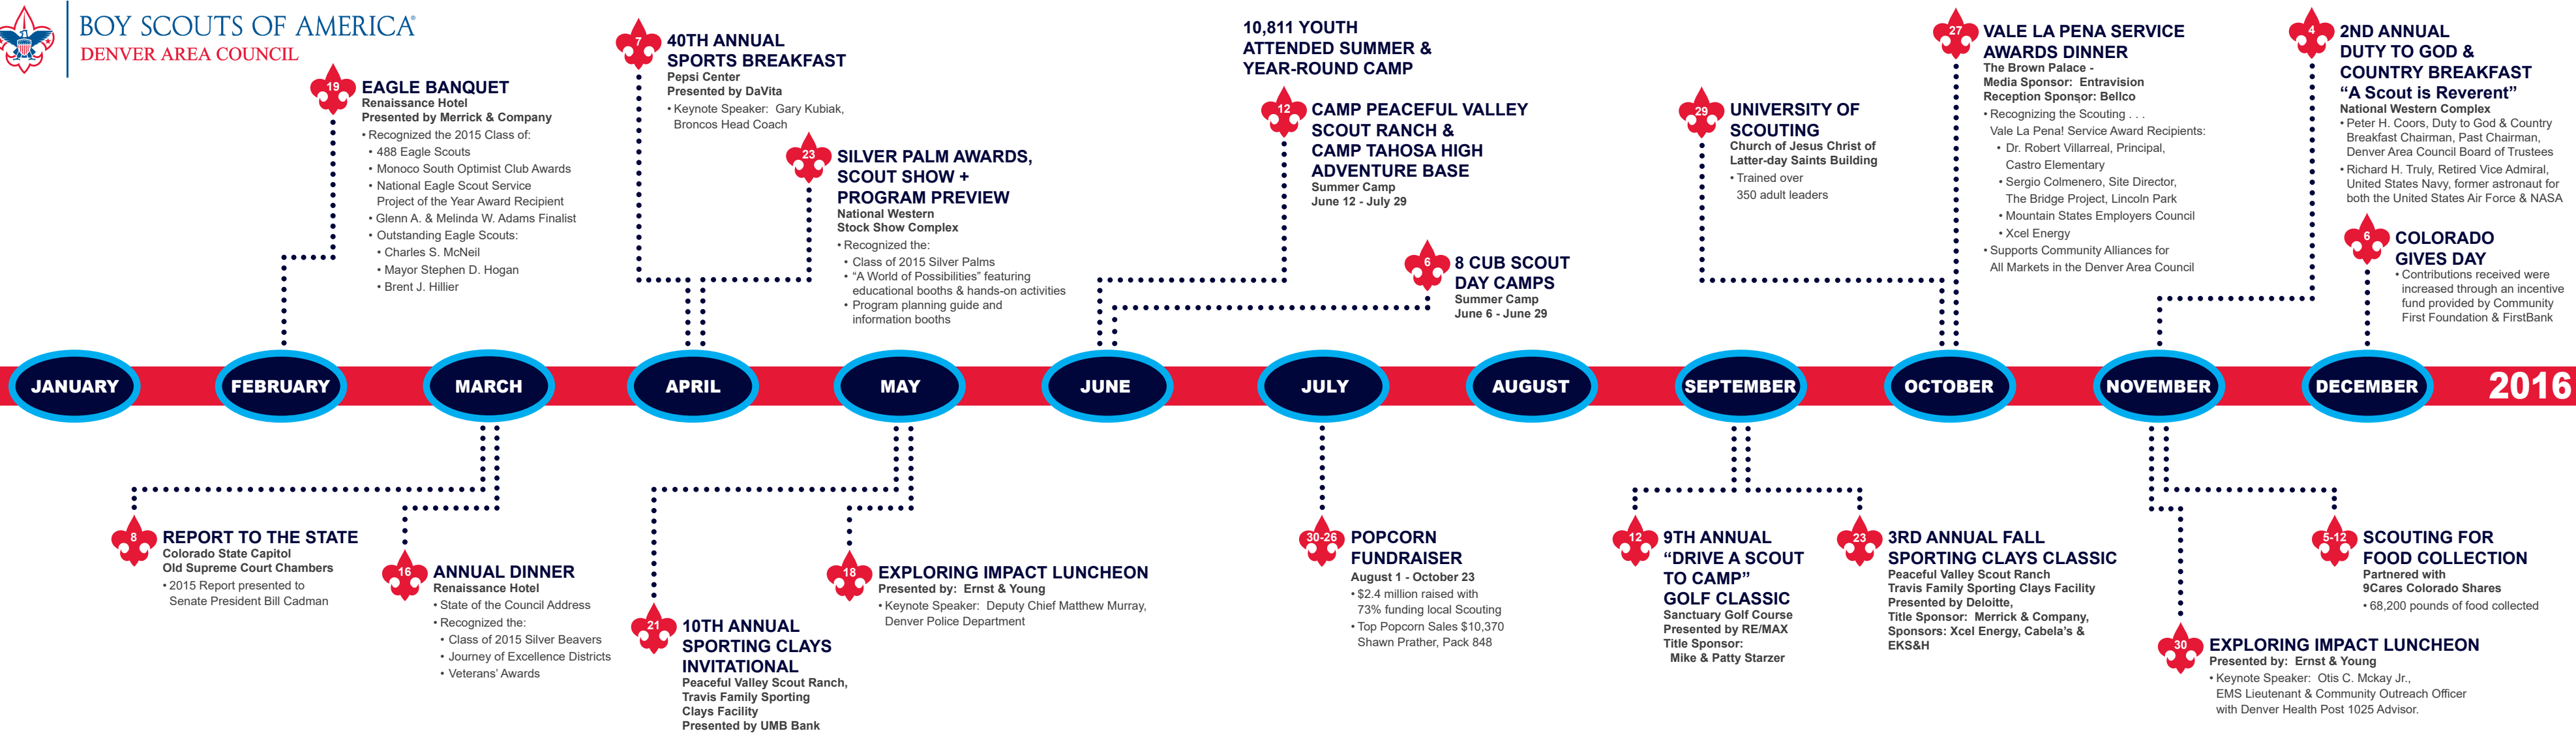 BOY SCOUTS OF AMERICA®
DENVER AREA COUNCIL
19
EAGLE BANQUET
Renaissance Hotel
Presented by Merrick & Company
• Recognized the 2015 Class of:
• 488 Eagle Scouts
• Monoco South Optimist Club Awards
• National Eagle Scout Service
Project of the Year Award Recipient
• Glenn A. & Melinda W. Adams Finalist
• Outstanding Eagle Scouts:
• Charles S. McNeil
• Mayor Stephen D. Hogan
• Brent J. Hillier
7
40TH ANNUAL
SPORTS BREAKFAST
Pepsi Center
Presented by DaVita
• Keynote Speaker: Gary Kubiak,
Broncos Head Coach
23
SILVER PALM AWARDS,
SCOUT SHOW +
PROGRAM PREVIEW
National Western
Stock Show Complex
• Recognized the:
• Class of 2015 Silver Palms
• “A World of Possibilities” featuring
educational booths & hands-on activities
• Program planning guide and
information booths
10,811 YOUTH
ATTENDED SUMMER &
YEAR-ROUND CAMP
12
CAMP PEACEFUL VALLEY
SCOUT RANCH &
CAMP TAHOSA HIGH
ADVENTURE BASE
Summer Camp
June 12 - July 29
6
8 CUB SCOUT
DAY CAMPS
Summer Camp
June 6 - June 29
29
UNIVERSITY OF
SCOUTING
Church of Jesus Christ of
Latter-day Saints Building
• Trained over
350 adult leaders
27
VALE LA PENA SERVICE
AWARDS DINNER
The Brown Palace -
Media Sponsor: Entravision
Reception Sponsor: Bellco
• Recognizing the Scouting . . .
Vale La Pena! Service Award Recipients:
• Dr. Robert Villarreal, Principal,
Castro Elementary
• Sergio Colmenero, Site Director,
The Bridge Project, Lincoln Park
• Mountain States Employers Council
• Xcel Energy
• Supports Community Alliances for
All Markets in the Denver Area Council
4
2ND ANNUAL
DUTY TO GOD &
COUNTRY BREAKFAST
“A Scout is Reverent”
National Western Complex
• Peter H. Coors, Duty to God & Country
Breakfast Chairman, Past Chairman,
Denver Area Council Board of Trustees
• Richard H. Truly, Retired Vice Admiral,
United States Navy, former astronaut for
both the United States Air Force & NASA
6
COLORADO
GIVES DAY
• Contributions received were
increased through an incentive
fund provided by Community
First Foundation & FirstBank
JANUARY
FEBRUARY
MARCH
APRIL
MAY
JUNE
JULY
AUGUST
SEPTEMBER
OCTOBER
NOVEMBER
DECEMBER
2016
8
REPORT TO THE STATE
Colorado State Capitol
Old Supreme Court Chambers
• 2015 Report presented to
Senate President Bill Cadman
16
ANNUAL DINNER
Renaissance Hotel
• State of the Council Address
• Recognized the:
• Class of 2015 Silver Beavers
• Journey of Excellence Districts
• Veterans’ Awards
21
10TH ANNUAL
SPORTING CLAYS
INVITATIONAL
Peaceful Valley Scout Ranch,
Travis Family Sporting
Clays Facility
Presented by UMB Bank
18
EXPLORING IMPACT LUNCHEON
Presented by: Ernst & Young
• Keynote Speaker: Deputy Chief Matthew Murray,
Denver Police Department
30-26
POPCORN
FUNDRAISER
August 1 - October 23
• $2.4 million raised with
73% funding local Scouting
• Top Popcorn Sales $10,370
Shawn Prather, Pack 848
12
9TH ANNUAL
“DRIVE A SCOUT
TO CAMP”
GOLF CLASSIC
Sanctuary Golf Course
Presented by RE/MAX
Title Sponsor:
Mike & Patty Starzer
23
3RD ANNUAL FALL
SPORTING CLAYS CLASSIC
Peaceful Valley Scout Ranch
Travis Family Sporting Clays Facility
Presented by Deloitte,
Title Sponsor: Merrick & Company,
Sponsors: Xcel Energy, Cabela's &
EKS&H
5-12
SCOUTING FOR
FOOD COLLECTION
Partnered with
9Cares Colorado Shares
• 68,200 pounds of food collected
30
EXPLORING IMPACT LUNCHEON
Presented by: Ernst & Young
• Keynote Speaker: Otis C. Mckay Jr.,
EMS Lieutenant & Community Outreach Officer
with Denver Health Post 1025 Advisor.